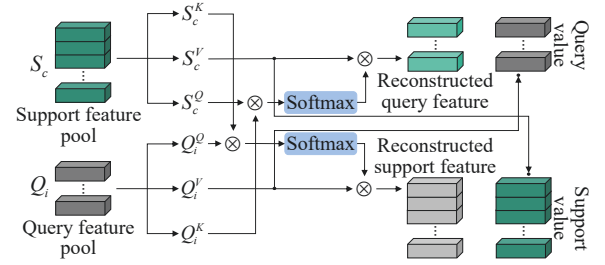 S_c^K
S_c
S_c^V
Reconstructed
query feature
Query
value
Support feature
pool
S_c^Q
⊗
Softmax
Q_i^Q
⊗
Softmax
Reconstructed
support feature
Q_i
Q_i^V
⊗
Query feature
pool
Q_i^K
Support
value